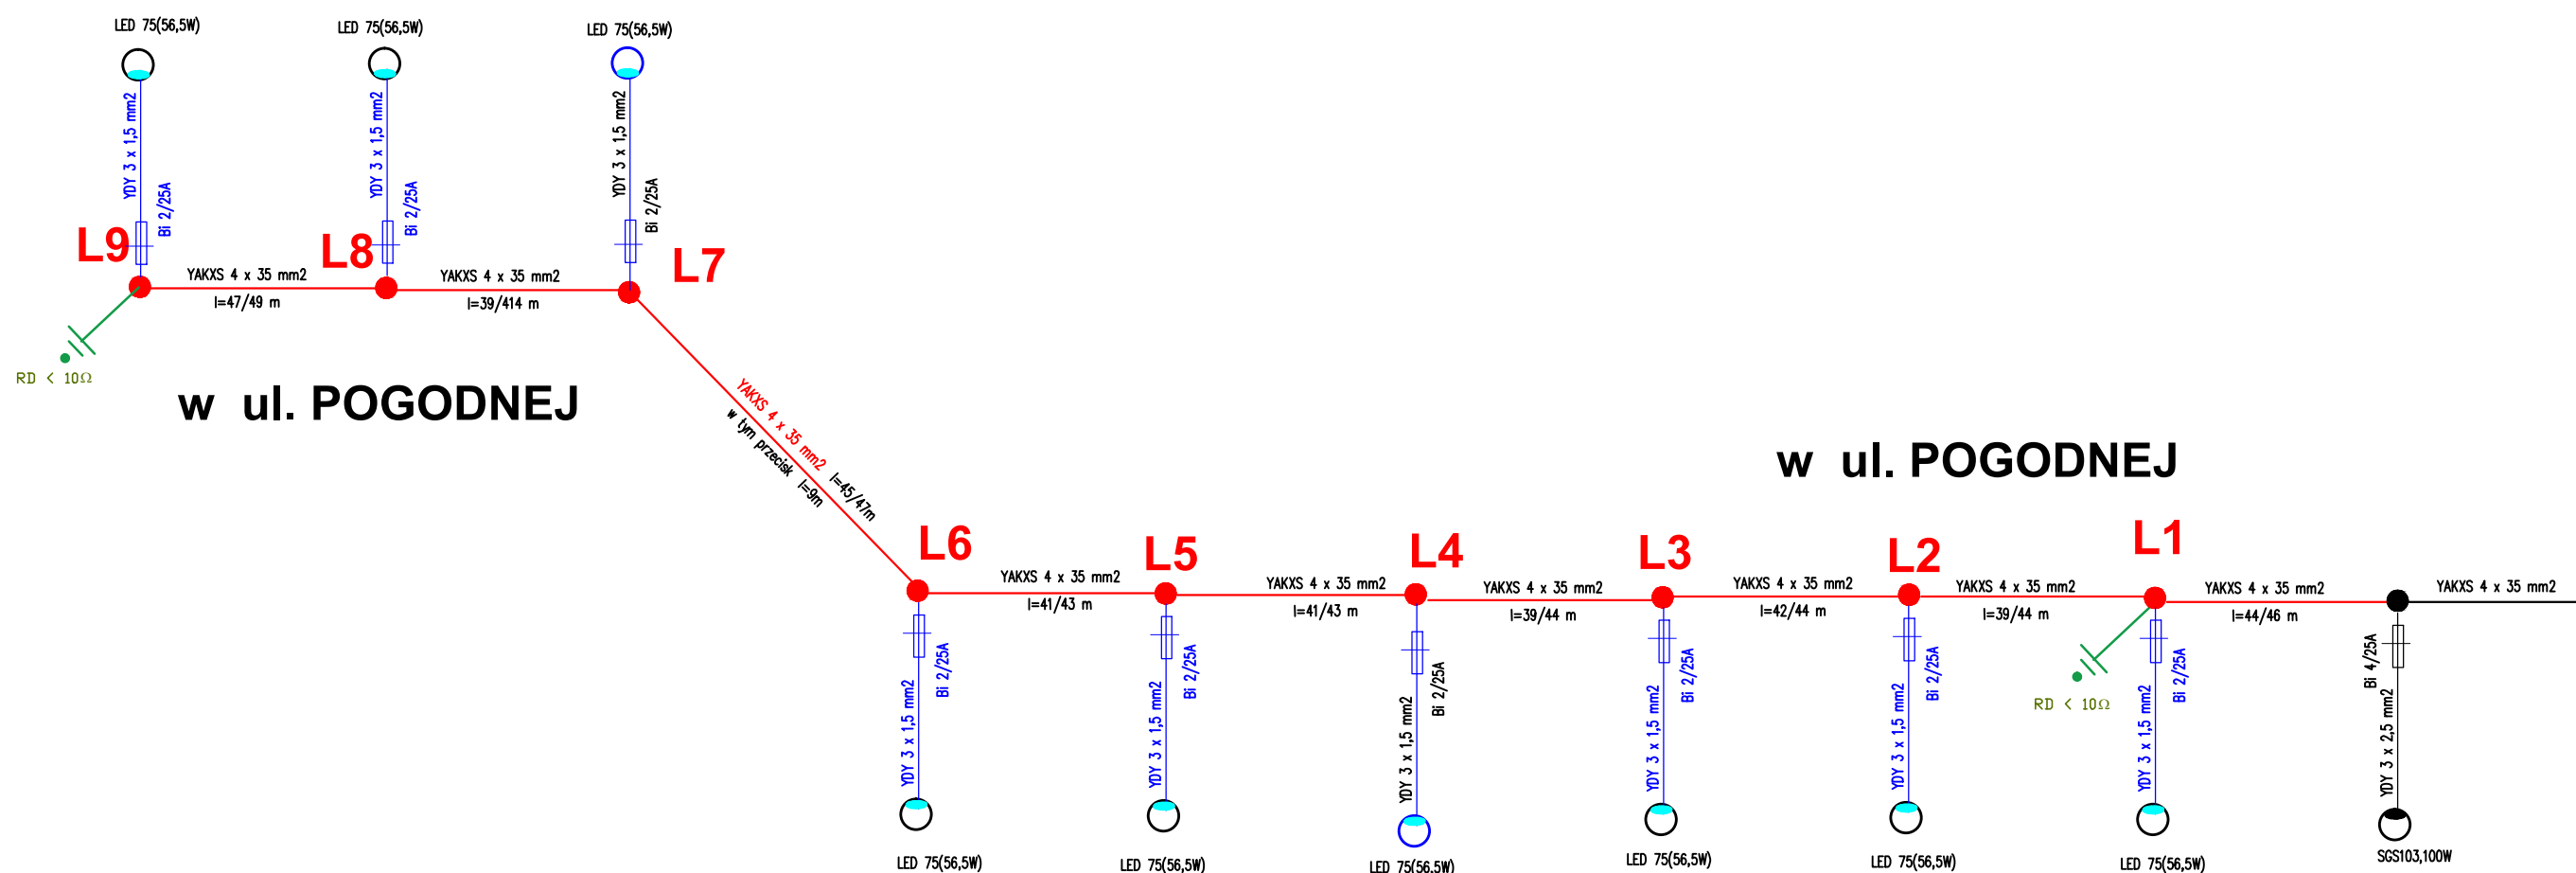 LED 75(56,5W)
LED 75(56,5W)
LED 75(56,5W)
YDY 3 x 1,5 mm2
Bi 2/25A
YDY 3 x 1,5 mm2
Bi 2/25A
YDY 3 x 1,5 mm2
Bi 2/25A
L9
L8
L7
YAKXS 4 x 35 mm2
l=47/49 m
YAKXS 4 x 35 mm2
l=39/414 m
RD < 10Ω
w ul. POGODNEJ
YAKXS 4 x 35 mm2 l=45/47m
w tym przecisk l=9m
w ul. POGODNEJ
L6
L5
L4
L3
L2
L1
YAKXS 4 x 35 mm2
l=41/43 m
YAKXS 4 x 35 mm2
l=41/43 m
YAKXS 4 x 35 mm2
l=39/44 m
YAKXS 4 x 35 mm2
l=42/44 m
YAKXS 4 x 35 mm2
l=39/44 m
YAKXS 4 x 35 mm2
l=44/46 m
YAKXS 4 x 35 mm2
YDY 3 x 1,5 mm2
Bi 2/25A
YDY 3 x 1,5 mm2
Bi 2/25A
YDY 3 x 1,5 mm2
Bi 2/25A
YDY 3 x 1,5 mm2
Bi 2/25A
YDY 3 x 1,5 mm2
Bi 2/25A
RD < 10Ω
YDY 3 x 1,5 mm2
Bi 2/25A
Bi 4/25A
YDY 3 x 2,5 mm2
LED 75(56,5W)
LED 75(56,5W)
LED 75(56,5W)
LED 75(56,5W)
LED 75(56,5W)
LED 75(56,5W)
SGS103,100W